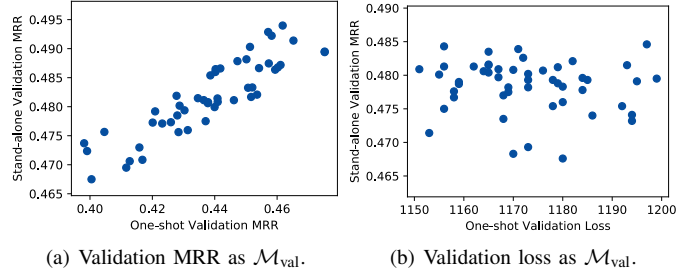 0.495
0.490
0.485
0.480
0.475
0.470
0.465
Stand-alone Validation MRR
0.40 0.42 0.44 0.46
One-shot Validation MRR
(a) Validation MRR as ℳval.
0.495
0.490
0.485
0.480
0.475
0.470
0.465
Stand-alone Validation MRR
1150 1160 1170 1180 1190 1200
One-shot Validation Loss
(b) Validation loss as ℳval.